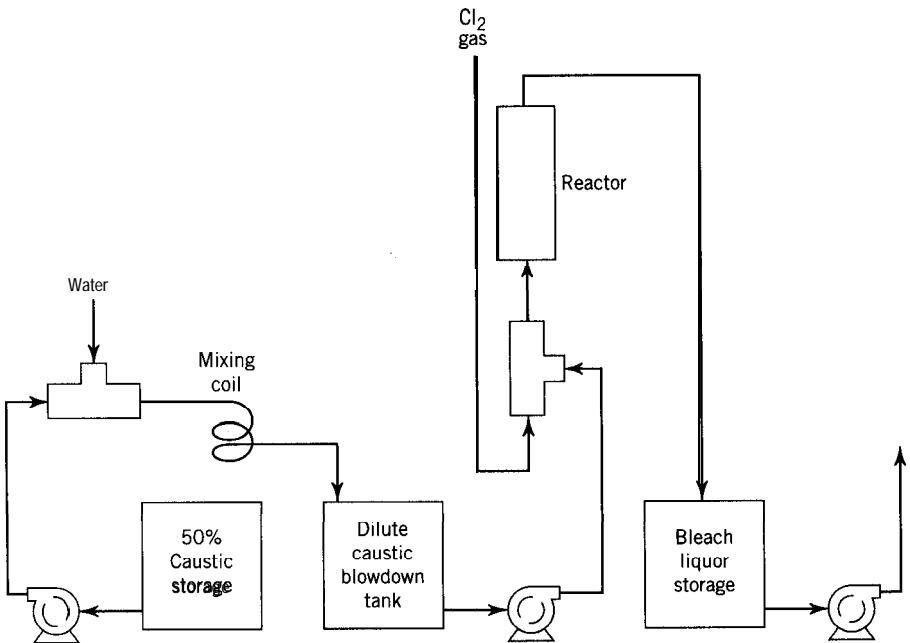 Cl2
gas
Reactor
Water
Mixing
coil
50%
Caustic
storage
Dilute
caustic
blowdown
tank
Bleach
liquor
storage